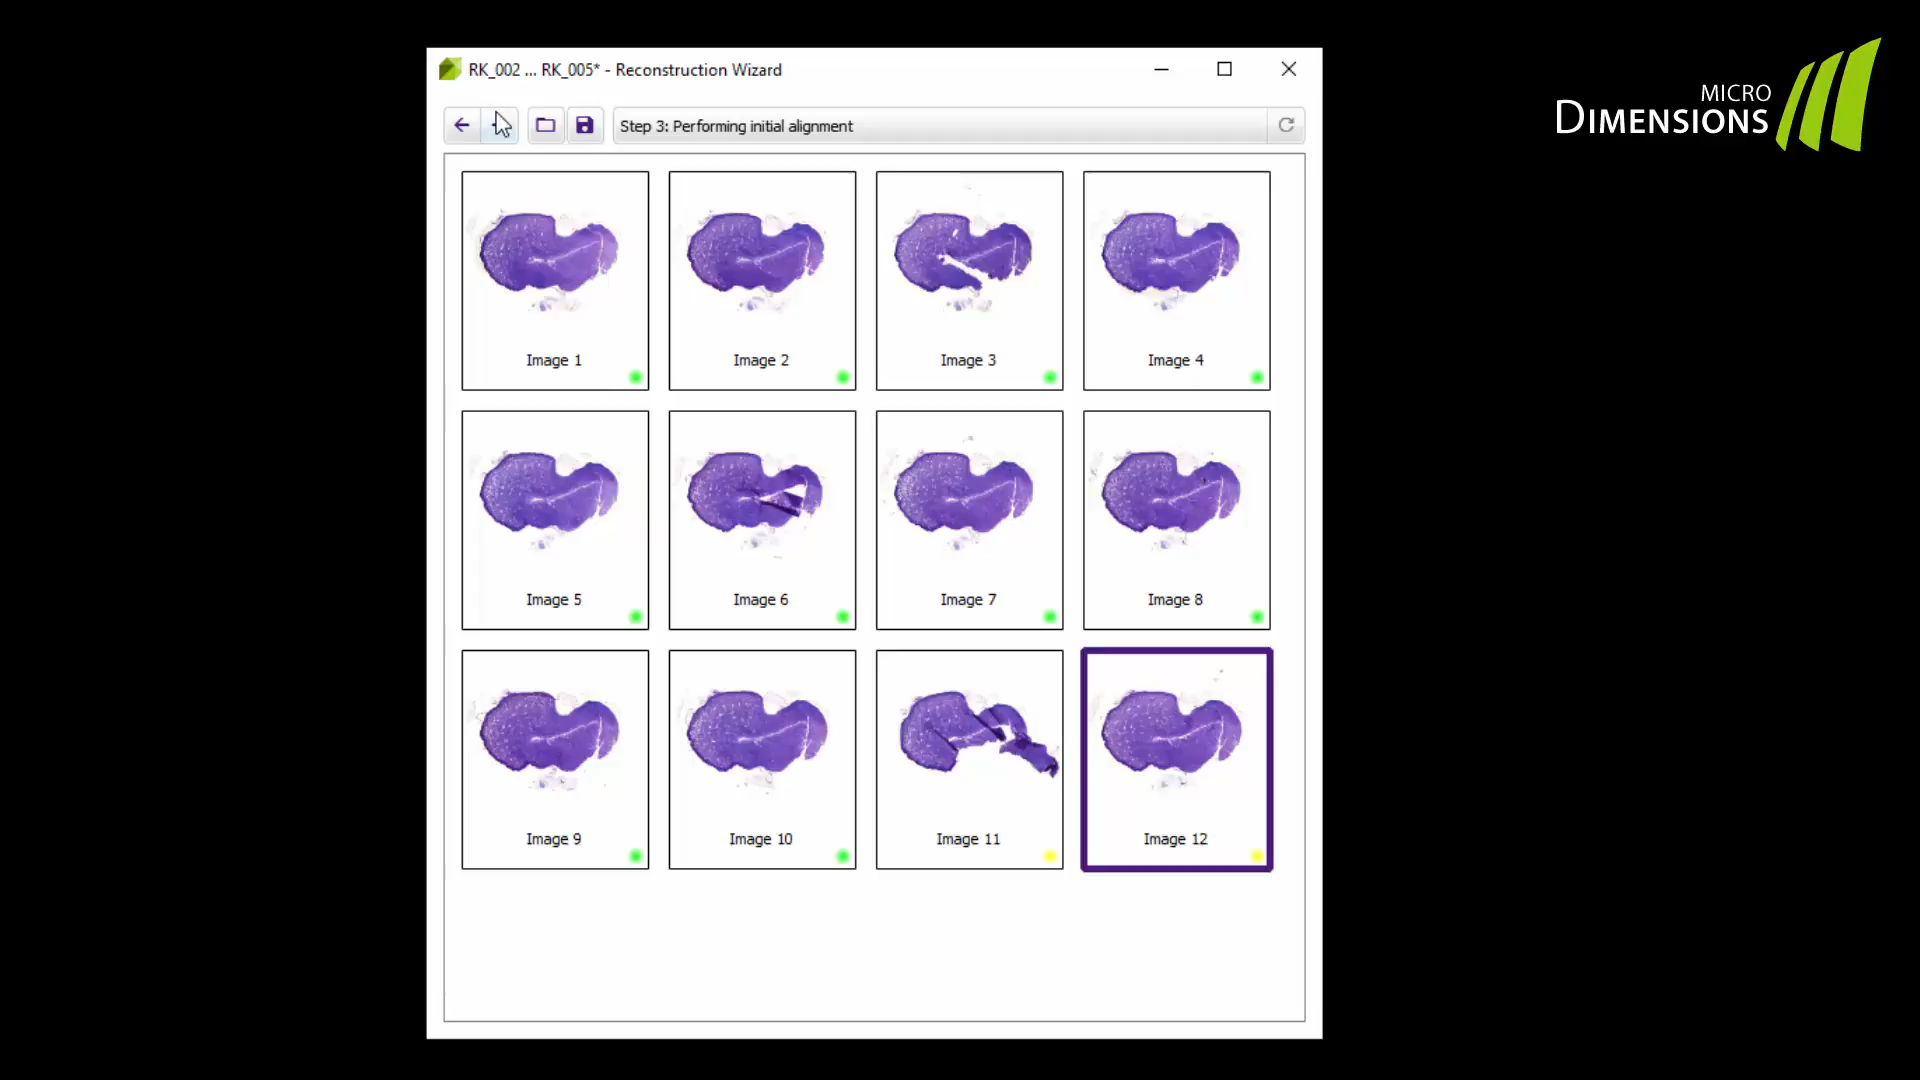 RK_002 ... RK_005* - Reconstruction Wizard
MICRO
DIMENSIONS
Step 3: Performing initial alignment
Image 1
Image 2
Image 3
Image 4
Image 5
Image 6
Image 7
Image 8
Image 9
Image 10
Image 11
Image 12